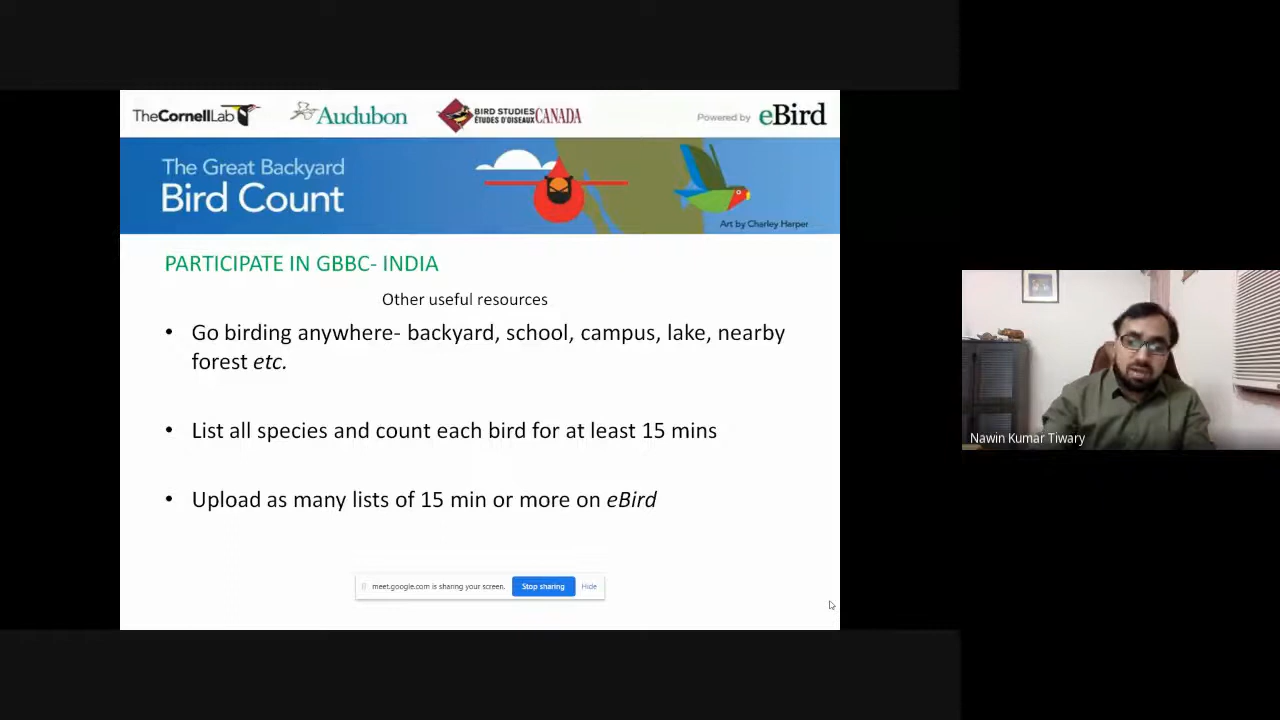 TheCornellLab
Audubon
BIRD STUDIES
ÉTUDES D'OISEAUX
CANADA
Powered by eBird
The Great Backyard
Bird Count
Art by Charley Harper
PARTICIPATE IN GBBC- INDIA
Other useful resources
• Go birding anywhere- backyard, school, campus, lake, nearby
forest etc.
• List all species and count each bird for at least 15 mins
• Upload as many lists of 15 min or more on eBird
meet.google.com is sharing your screen.
Stop sharing
Hide
Nawin Kumar Tiwary